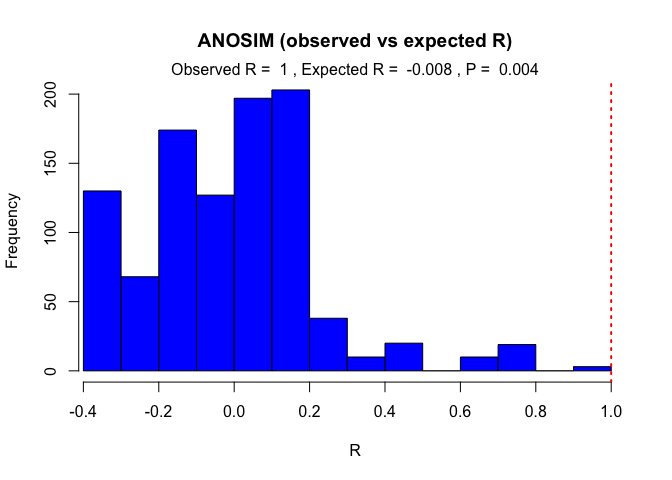 ANOSIM (observed vs expected R)
Observed R =  1 , Expected R =  -0.008 , P =  0.004
Frequency
200
150
100
50
0
-0.4 -0.2 0.0 0.2 0.4 0.6 0.8 1.0
R